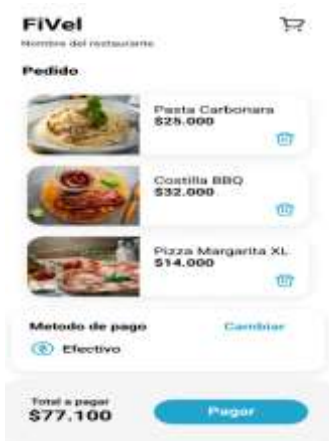 FiVel
Nombre del restaurante
Pedido
Pasta Carbonara
$25.000
Costilla BBQ
$32.000
Pizza Margarita XL
$14.000
Metodo de pago
Cambiar
Efectivo
Total a pagar
$77.100
Pagar